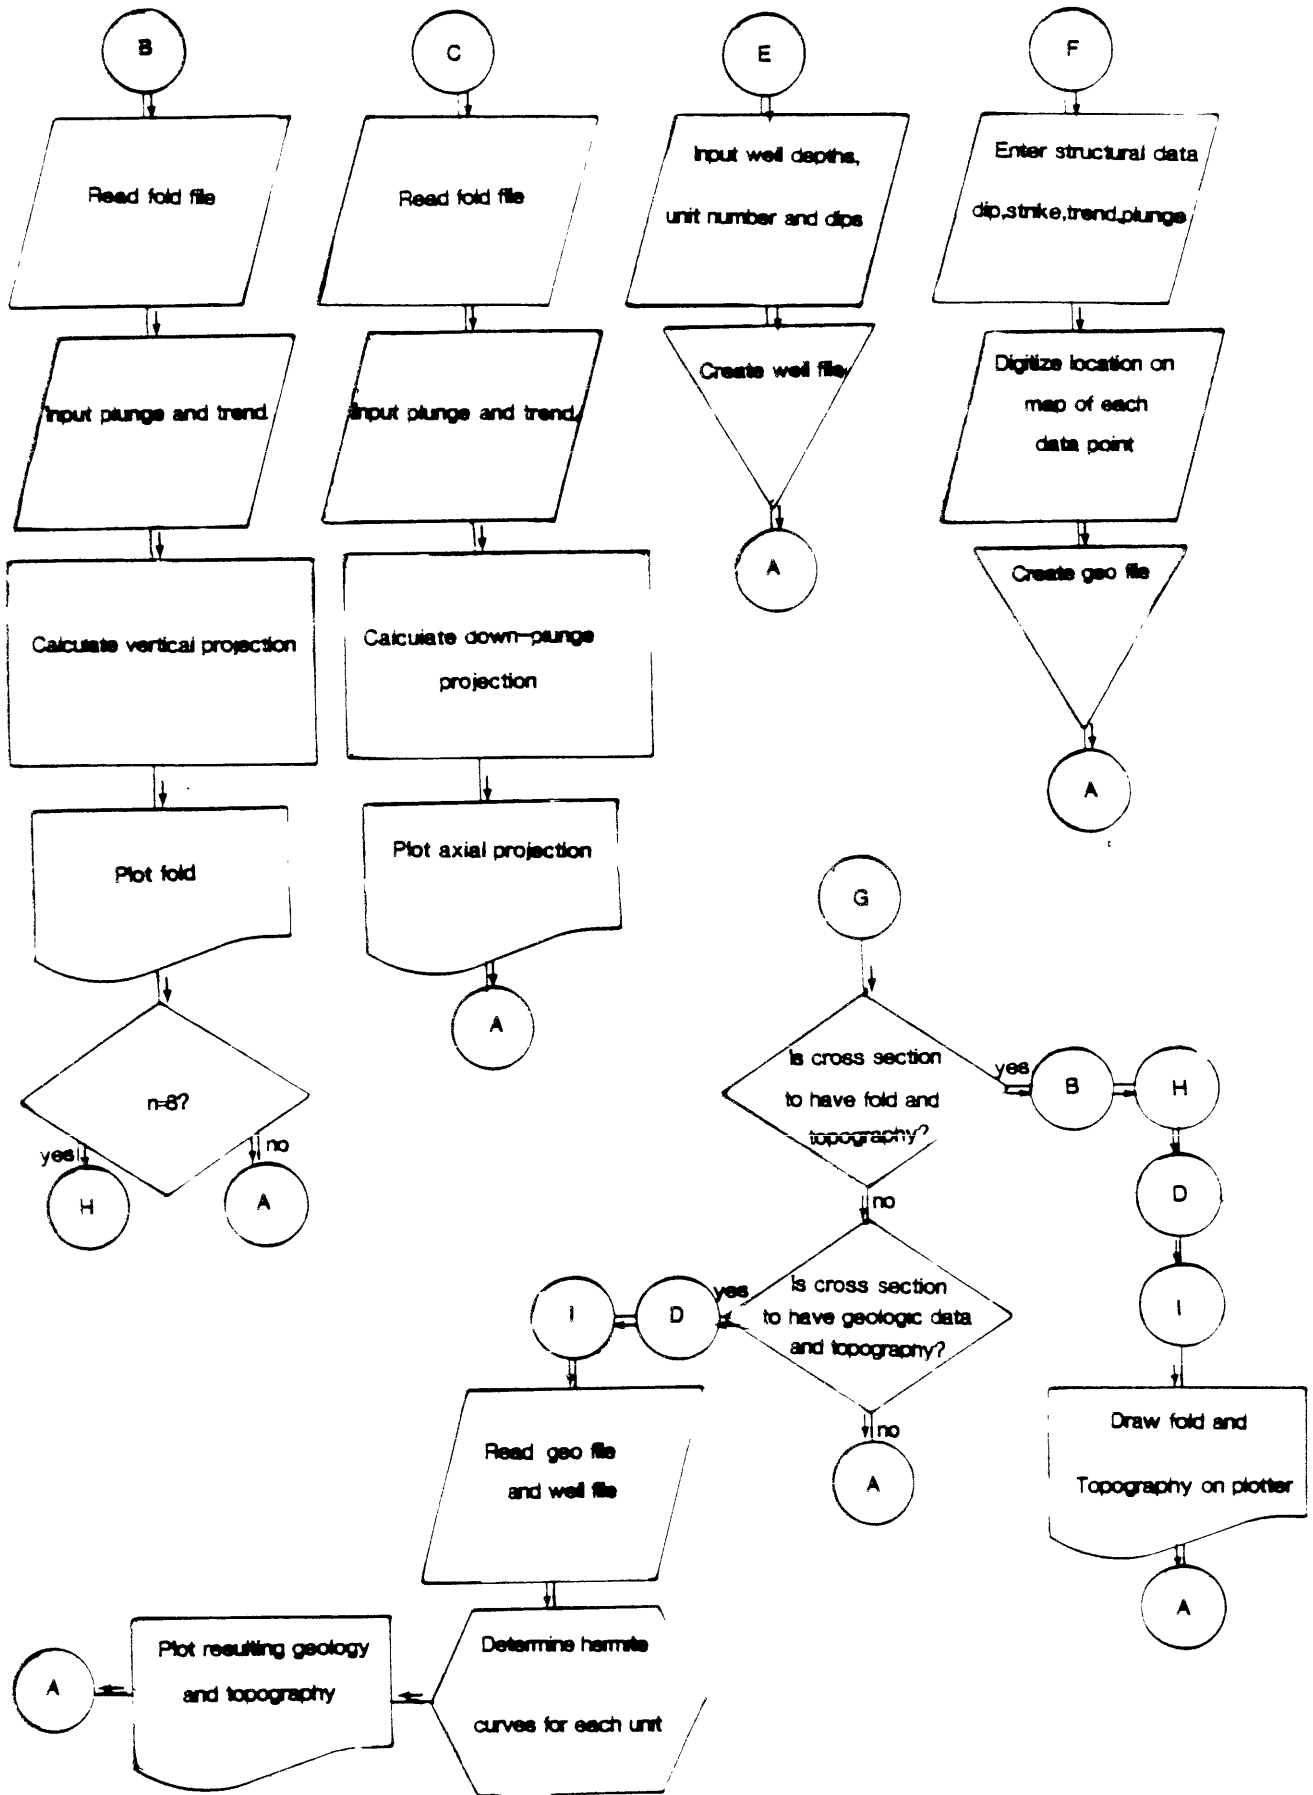 B
Read fold file
Input plunge and trend
Calculate vertical projection
Plot fold
n=8?
yes
no
H
A
C
Read fold file
Input plunge and trend
Calculate down-plunge
projection
Plot axial projection
A
E
Input well depths,
unit number and dips
Create well file
A
F
Enter structural data
dip,strike,trend,plunge
Digitize location on
map of each
data point
Create geo file
A
G
Is cross section
to have fold and
topography?
yes
B
H
D
I
Draw fold and
Topography on plotter
A
no
Is cross section
to have geologic data
and topography?
yes
D
I
no
A
Read geo file
and well file
Determine hermite
curves for each unit
Plot resulting geology
and topography
A